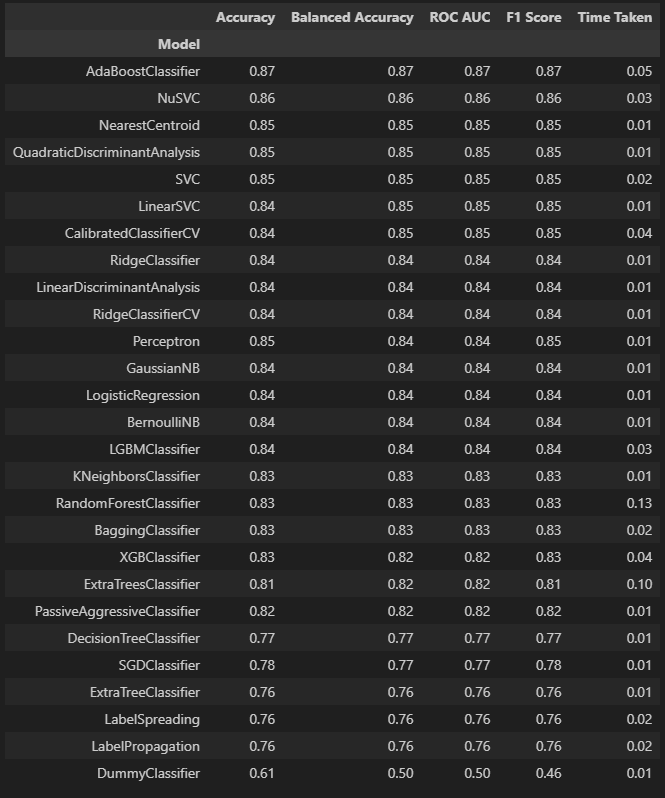 Accuracy Balanced Accuracy ROC AUC F1 Score Time Taken
Model
AdaBoostClassifier 0.87 0.87 0.87 0.87 0.05
NuSVC 0.86 0.86 0.86 0.86 0.03
NearestCentroid 0.85 0.85 0.85 0.85 0.01
QuadraticDiscriminantAnalysis 0.85 0.85 0.85 0.85 0.01
SVC 0.85 0.85 0.85 0.85 0.02
LinearSVC 0.84 0.85 0.85 0.85 0.01
CalibratedClassifierCV 0.84 0.85 0.85 0.85 0.04
RidgeClassifier 0.84 0.84 0.84 0.84 0.01
LinearDiscriminantAnalysis 0.84 0.84 0.84 0.84 0.01
RidgeClassifierCV 0.84 0.84 0.84 0.84 0.01
Perceptron 0.85 0.84 0.84 0.85 0.01
GaussianNB 0.84 0.84 0.84 0.84 0.01
LogisticRegression 0.84 0.84 0.84 0.84 0.01
BernoulliNB 0.84 0.84 0.84 0.84 0.01
LGBMClassifier 0.84 0.84 0.84 0.84 0.03
KNeighborsClassifier 0.83 0.83 0.83 0.83 0.01
RandomForestClassifier 0.83 0.83 0.83 0.83 0.13
BaggingClassifier 0.83 0.83 0.83 0.83 0.02
XGBClassifier 0.83 0.82 0.82 0.83 0.04
ExtraTreesClassifier 0.81 0.82 0.82 0.81 0.10
PassiveAggressiveClassifier 0.82 0.82 0.82 0.82 0.01
DecisionTreeClassifier 0.77 0.77 0.77 0.77 0.01
SGDClassifier 0.78 0.77 0.77 0.78 0.01
ExtraTreeClassifier 0.76 0.76 0.76 0.76 0.01
LabelSpreading 0.76 0.76 0.76 0.76 0.02
LabelPropagation 0.76 0.76 0.76 0.76 0.02
DummyClassifier 0.61 0.50 0.50 0.46 0.01